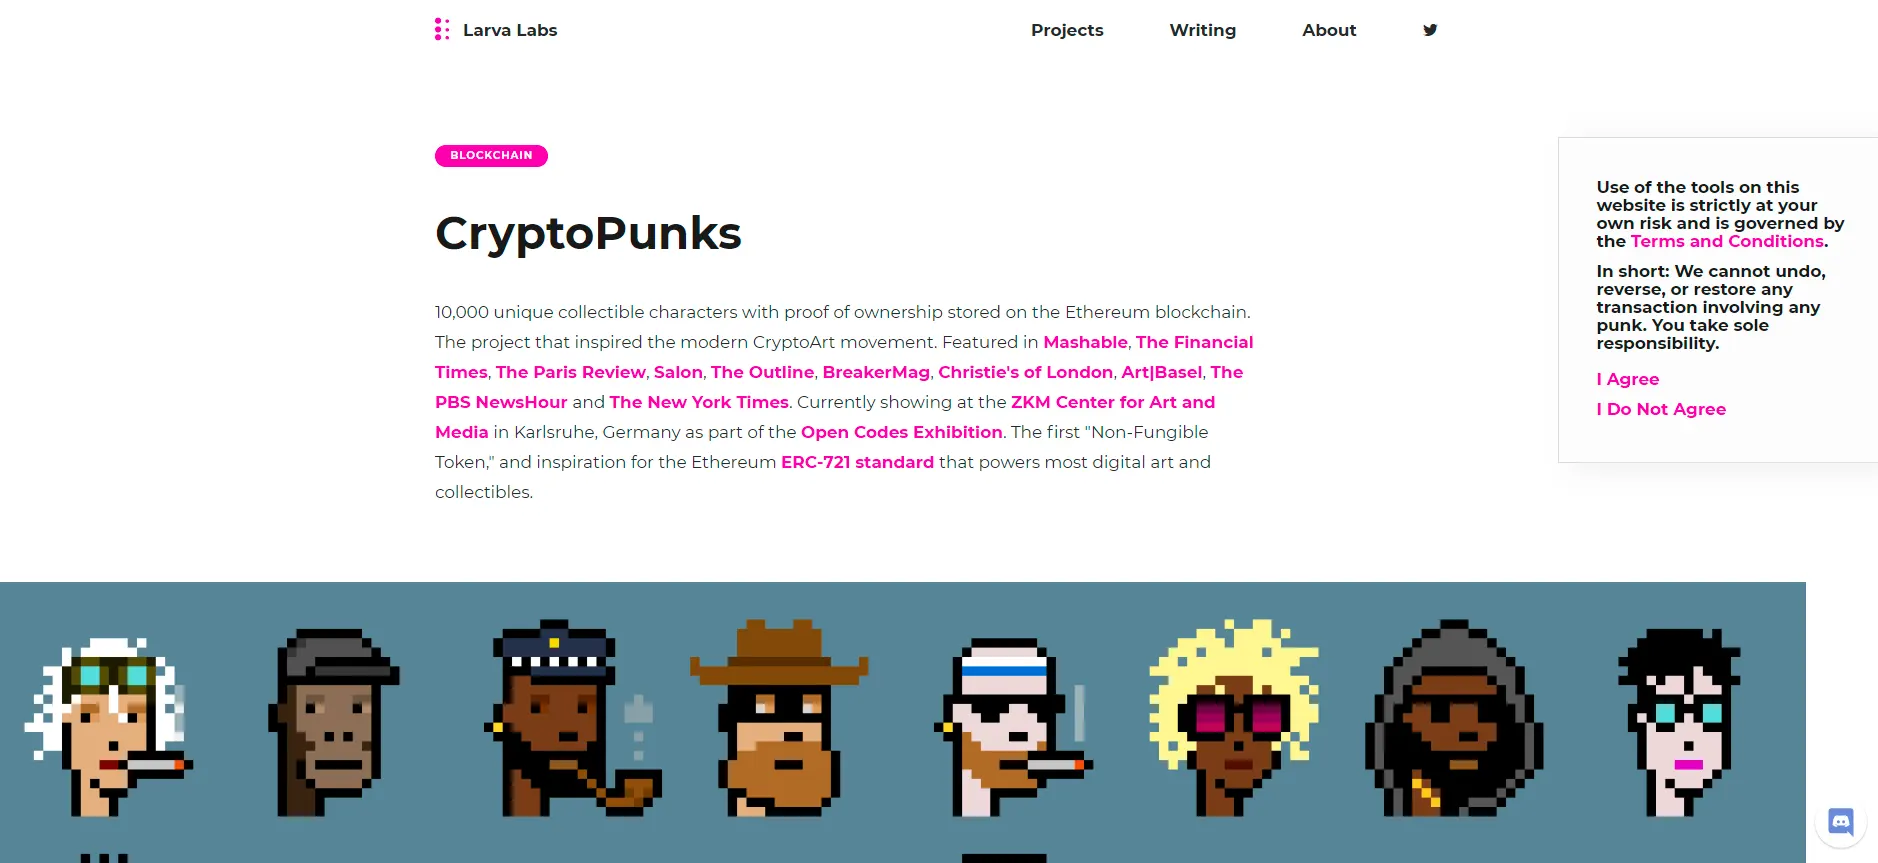 Larva Labs
Projects
Writing
About
BLOCKCHAIN
CryptoPunks
10,000 unique collectible characters with proof of ownership stored on the Ethereum blockchain.
The project that inspired the modern CryptoArt movement. Featured in Mashable, The Financial
Times, The Paris Review, Salon, The Outline, BreakerMag, Christie's of London, Art|Basel, The
PBS NewsHour and The New York Times. Currently showing at the ZKM Center for Art and
Media in Karlsruhe, Germany as part of the Open Codes Exhibition. The first "Non-Fungible
Token," and inspiration for the Ethereum ERC-721 standard that powers most digital art and
collectibles.
Use of the tools on this
website is strictly at your
own risk and is governed by
the Terms and Conditions.
In short: We cannot undo,
reverse, or restore any
transaction involving any
punk. You take sole
responsibility.
I Agree
I Do Not Agree